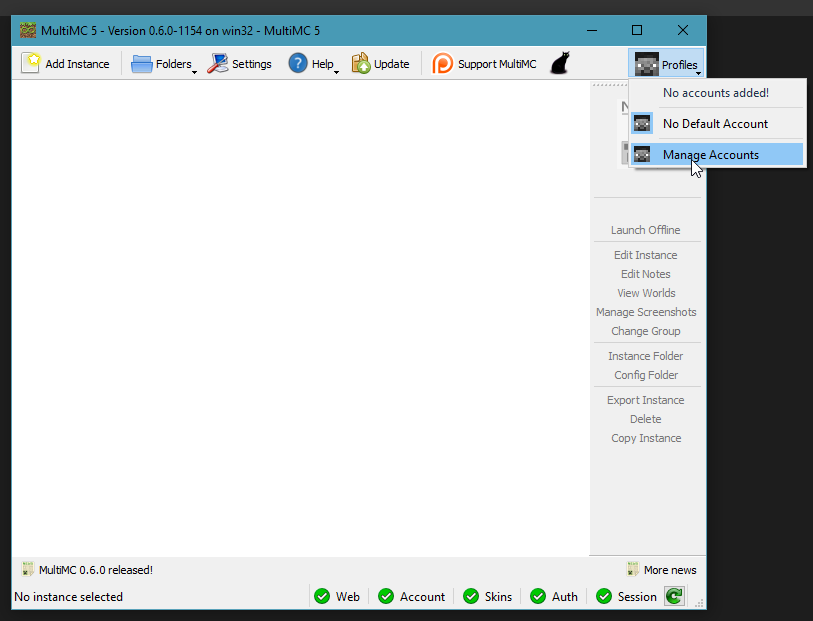 MultiMC 5 - Version 0.6.0-1154 on win32 - MultiMC 5
Add Instance Folders Settings Help Update Support MultiMC Profiles
No accounts added!
No Default Account
Manage Accounts
Launch Offline
Edit Instance
Edit Notes
View Worlds
Manage Screenshots
Change Group
Instance Folder
Config Folder
Export Instance
Delete
Copy Instance
MultiMC 0.6.0 released! More news
No instance selected Web Account Skins Auth Session